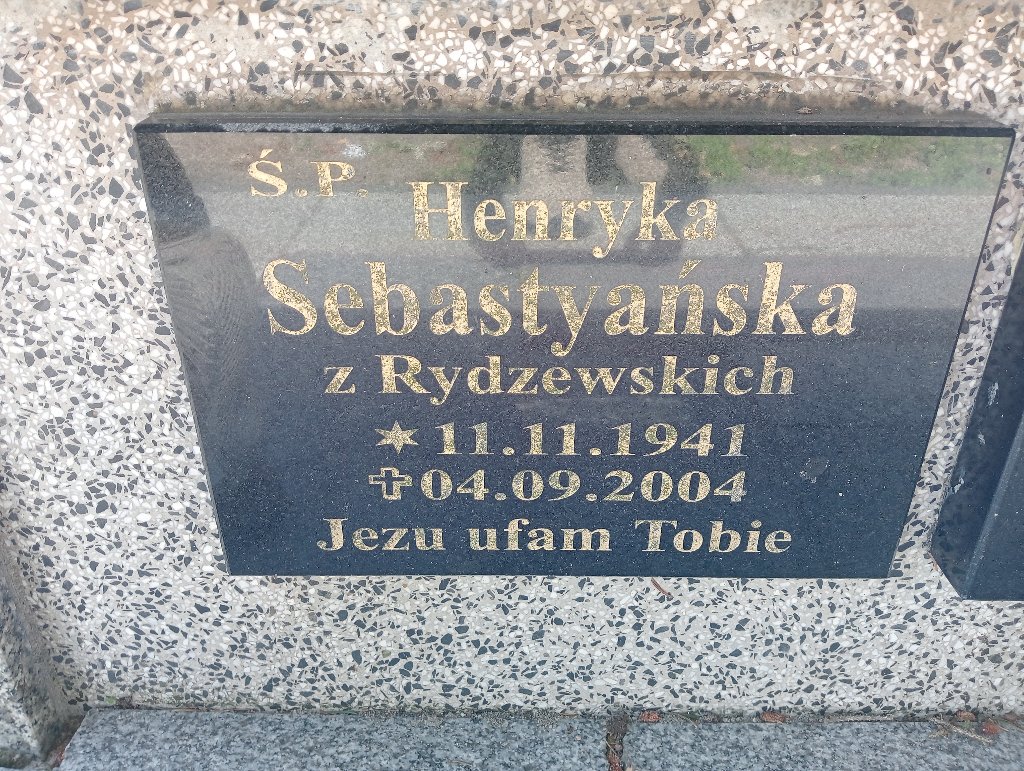 Ś.P.
Henryka
Sebastyańska
z Rydzewskich
11.11.1941
04.09.2004
Jezu ufam Tobie